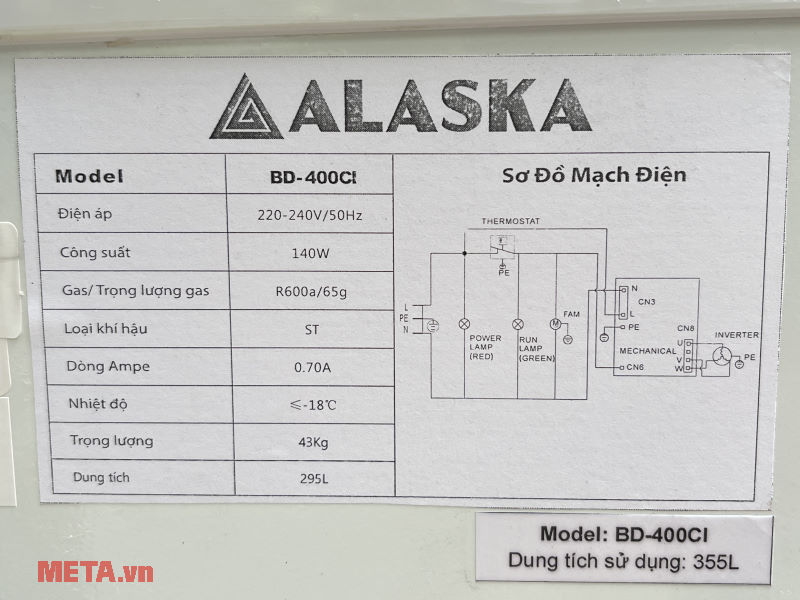 ALASKA
Model BD-400CI
Điện áp 220-240V/50Hz
Công suất 140W
Gas/ Trọng lượng gas R600a/65g
Loại khí hậu ST
Dòng Ampe 0.70A
Nhiệt độ ≤-18℃
Trọng lượng 43Kg
Dung tích 295L
Sơ Đồ Mạch Điện
THERMOSTAT
PE
L
PE
N
POWER
LAMP
(RED)
RUN
LAMP
(GREEN)
FAM
M
N
CN3
L
PE
CN8
MECHANICAL
U
V
W
CN6
INVERTER
PE
Model: BD-400CI
Dung tích sử dụng: 355L
META.vn